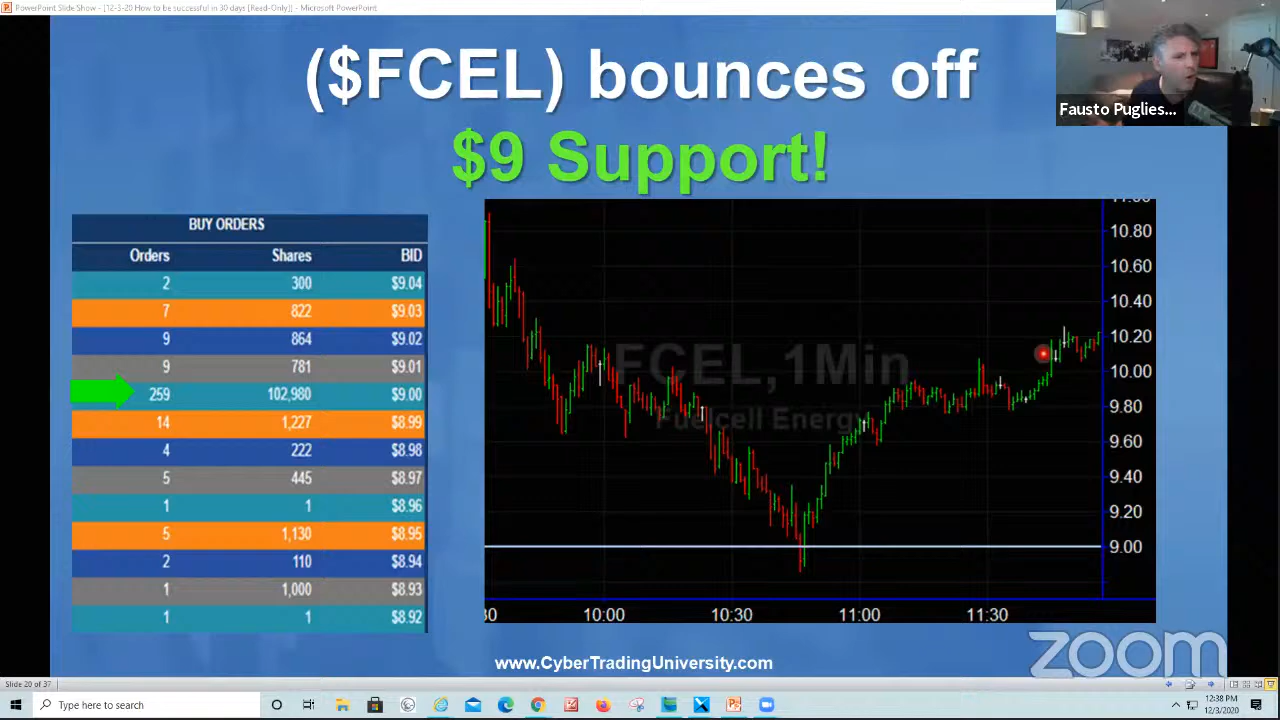 PowerPoint Slide Show - [12-3-20 How to be successful in 30 days [Read-Only]] - Microsoft PowerPoint
($FCEL) bounces off
$9 Support!
Fausto Puglies...
BUY ORDERS
Orders Shares BID
2 300 $9.04
7 822 $9.03
9 864 $9.02
9 781 $9.01
259 102,980 $9.00
14 1,227 $8.99
4 222 $8.98
5 445 $8.97
1 1 $8.96
5 1,130 $8.95
2 110 $8.94
1 1,000 $8.93
1 1 $8.92
FCEL,1Min
Fuelcell Energy
11.00
10.80
10.60
10.40
10.20
10.00
9.80
9.60
9.40
9.20
9.00
30 10:00 10:30 11:00 11:30
www.CyberTradingUniversity.com
zoom
Slide 20 of 37
Type here to search
12:38 PM
12/3/2020